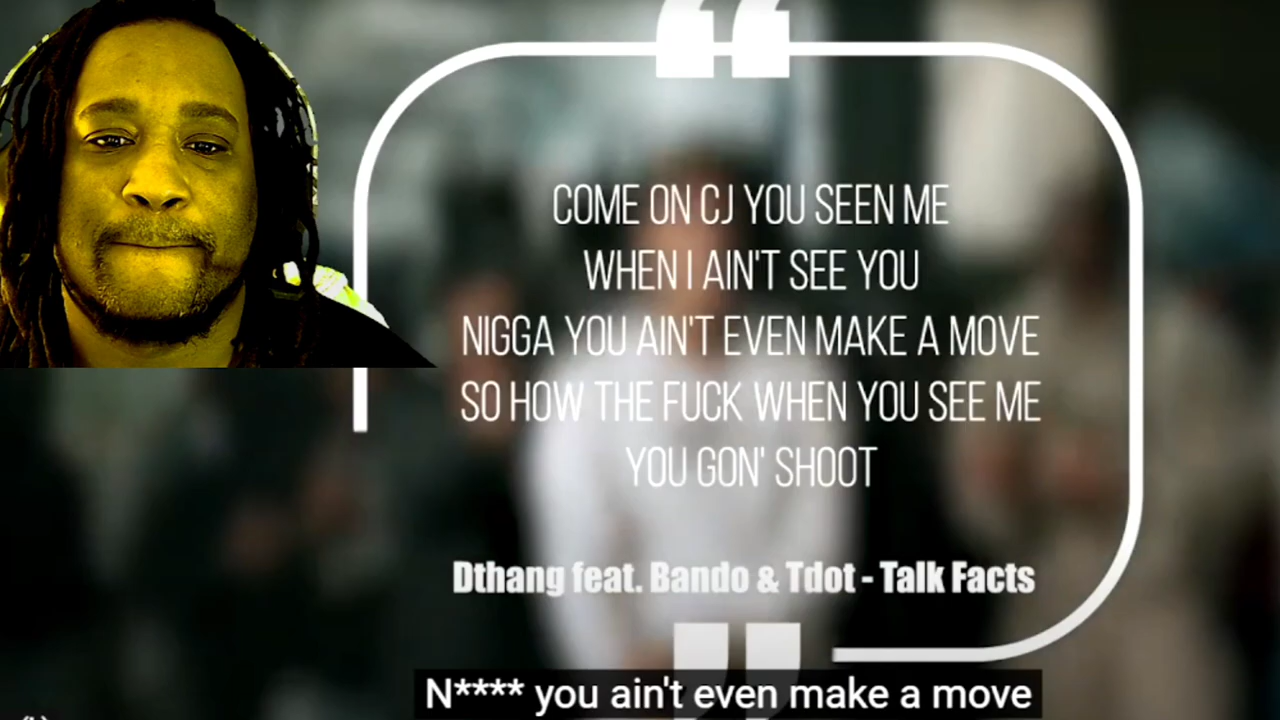 COME ON CJ YOU SEEN ME
WHEN I AIN'T SEE YOU
NIGGA YOU AIN'T EVEN MAKE A MOVE
SO HOW THE FUCK WHEN YOU SEE ME
YOU GON' SHOOT
Dthang feat. Bando & Tdot - Talk Facts
N**** you ain't even make a move